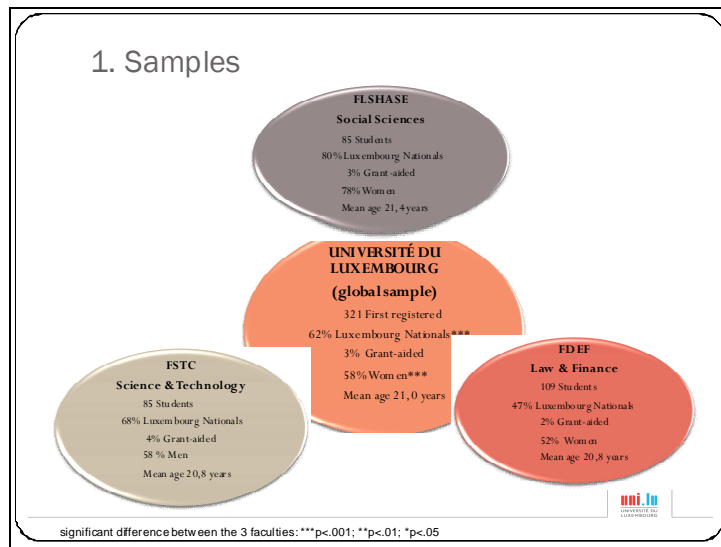 1. Samples
FLSHASE
Social Sciences
85 Students
80% Luxembourg Nationals
3% Grant-aided
78% Women
Mean age 21,4 years
UNIVERSITÉ DU
LUXEMBOURG
(global sample)
321 First registered
62% Luxembourg Nationals***
3% Grant-aided
58% Women***
Mean age 21,0 years
FSTC
Science & Technology
85 Students
68% Luxembourg Nationals
4% Grant-aided
58 % Men
Mean age 20,8 years
FDEF
Law & Finance
109 Students
47% Luxembourg Nationals
2% Grant-aided
52% Women
Mean age 20,8 years
uni.lu
UNIVERSITÉ DU
LUXEMBOURG
significant difference between the 3 faculties: ***p<.001; **p<.01; *p<.05